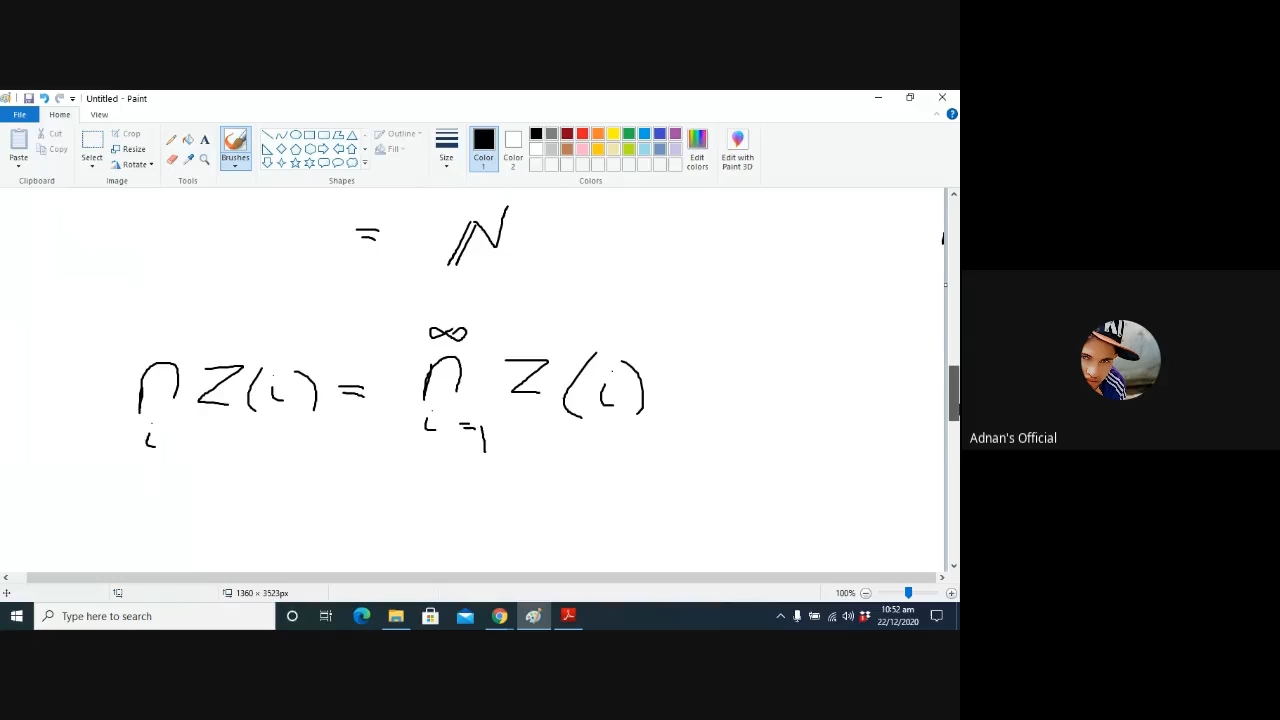 Untitled - Paint
File Home View
Paste Cut Copy Clipboard
Select Crop Resize Rotate Image
Tools
Brushes
Outline Fill Shapes
Size
Color 1 Color 2 Edit colors Edit with Paint 3D Colors
= ℕ
∞
∩ Z(i) = ∩ Z(i)
i i = 1
Adnan's Official
1360 × 3523px 100%
Type here to search
10:52 am
22/12/2020